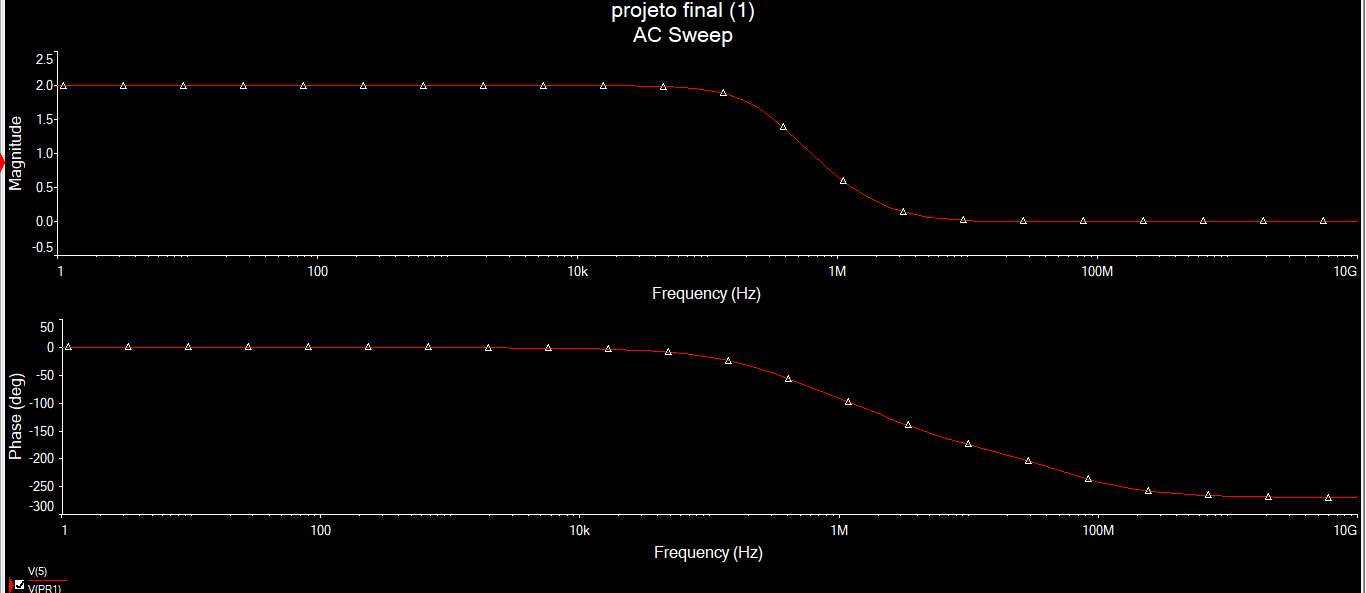 projeto final (1)
AC Sweep
Magnitude
2.5
2.0
1.5
1.0
0.5
0.0
-0.5
1 100 10k 1M 100M 10G
Frequency (Hz)
Phase (deg)
50
0
-50
-100
-150
-200
-250
-300
1 100 10k 1M 100M 10G
Frequency (Hz)
V(5)
V(PR1)